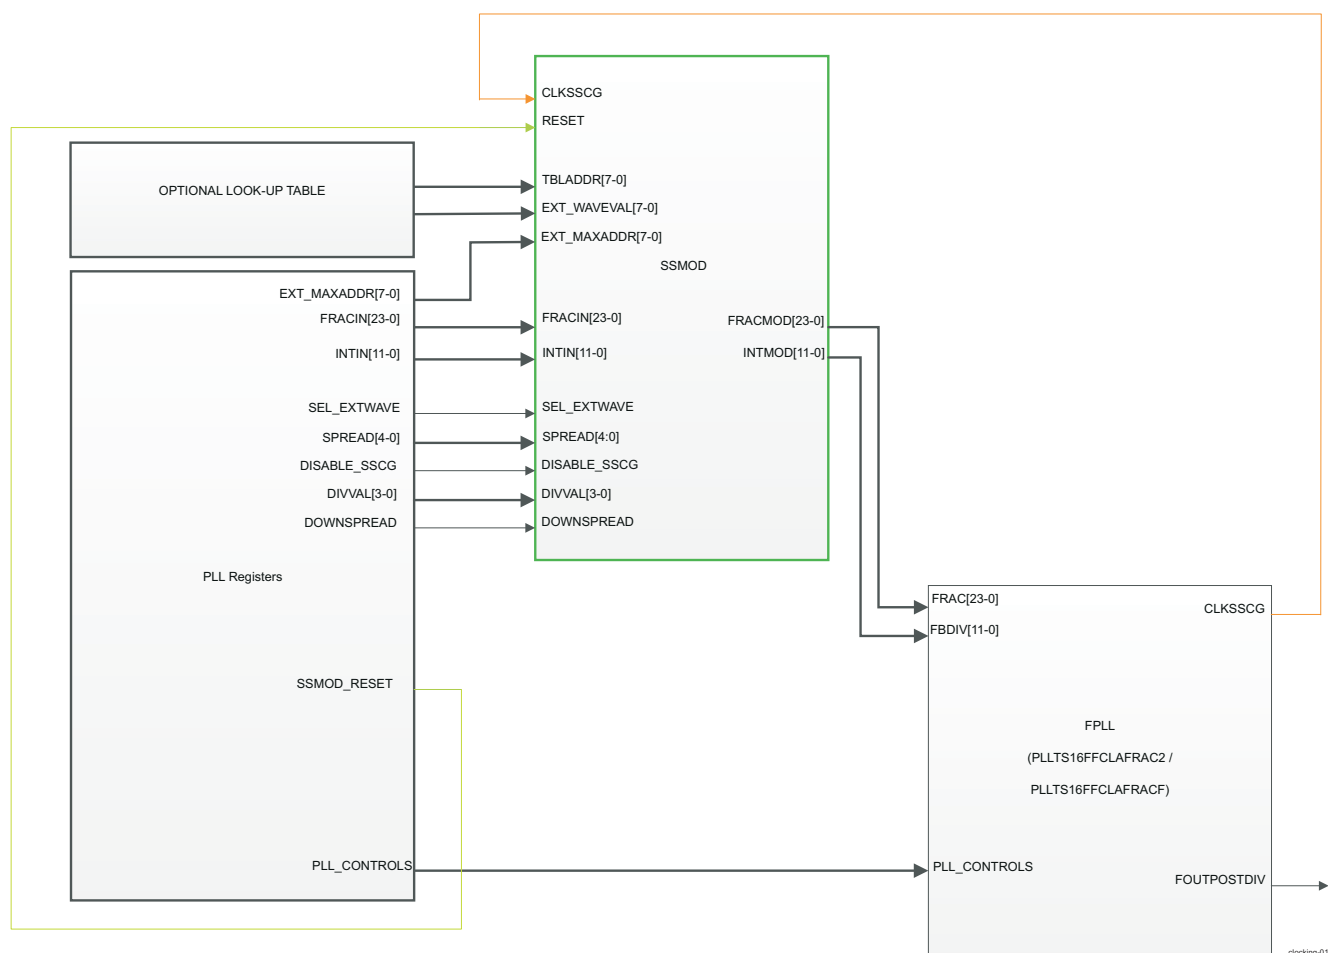 CLKSSCG
RESET
OPTIONAL LOOK-UP TABLE
TBLADDR[7-0]
EXT_WAVEVAL[7-0]
EXT_MAXADDR[7-0]
SSMOD
EXT_MAXADDR[7-0]
FRACIN[23-0]
INTIN[11-0]
SEL_EXTWAVE
SPREAD[4-0]
DISABLE_SSCG
DIVVAL[3-0]
DOWNSPREAD
PLL Registers
SSMOD_RESET
PLL_CONTROLS
FRACIN[23-0]
INTIN[11-0]
SEL_EXTWAVE
SPREAD[4:0]
DISABLE_SSCG
DIVVAL[3-0]
DOWNSPREAD
FRACMOD[23-0]
INTMOD[11-0]
FRAC[23-0]
FBDIV[11-0]
CLKSSCG
FPLL
(PLLTS16FFCLAFRAC2 /
PLLTS16FFCLAFRACF)
PLL_CONTROLS
FOUTPOSTDIV
clocking-01